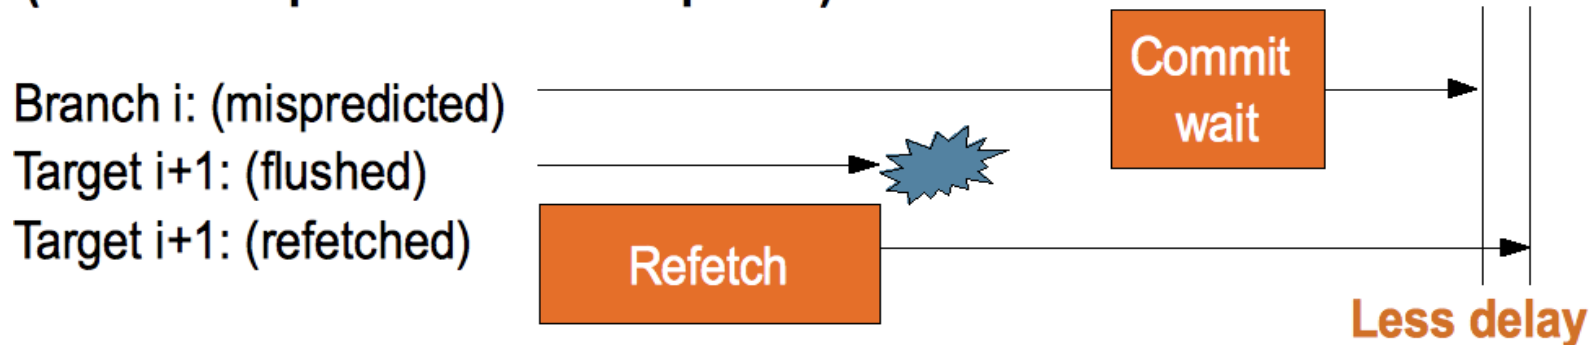 Branch i: (mispredicted)
Target i+1: (flushed)
Target i+1: (refetched)
Commit
wait
Refetch
Less delay